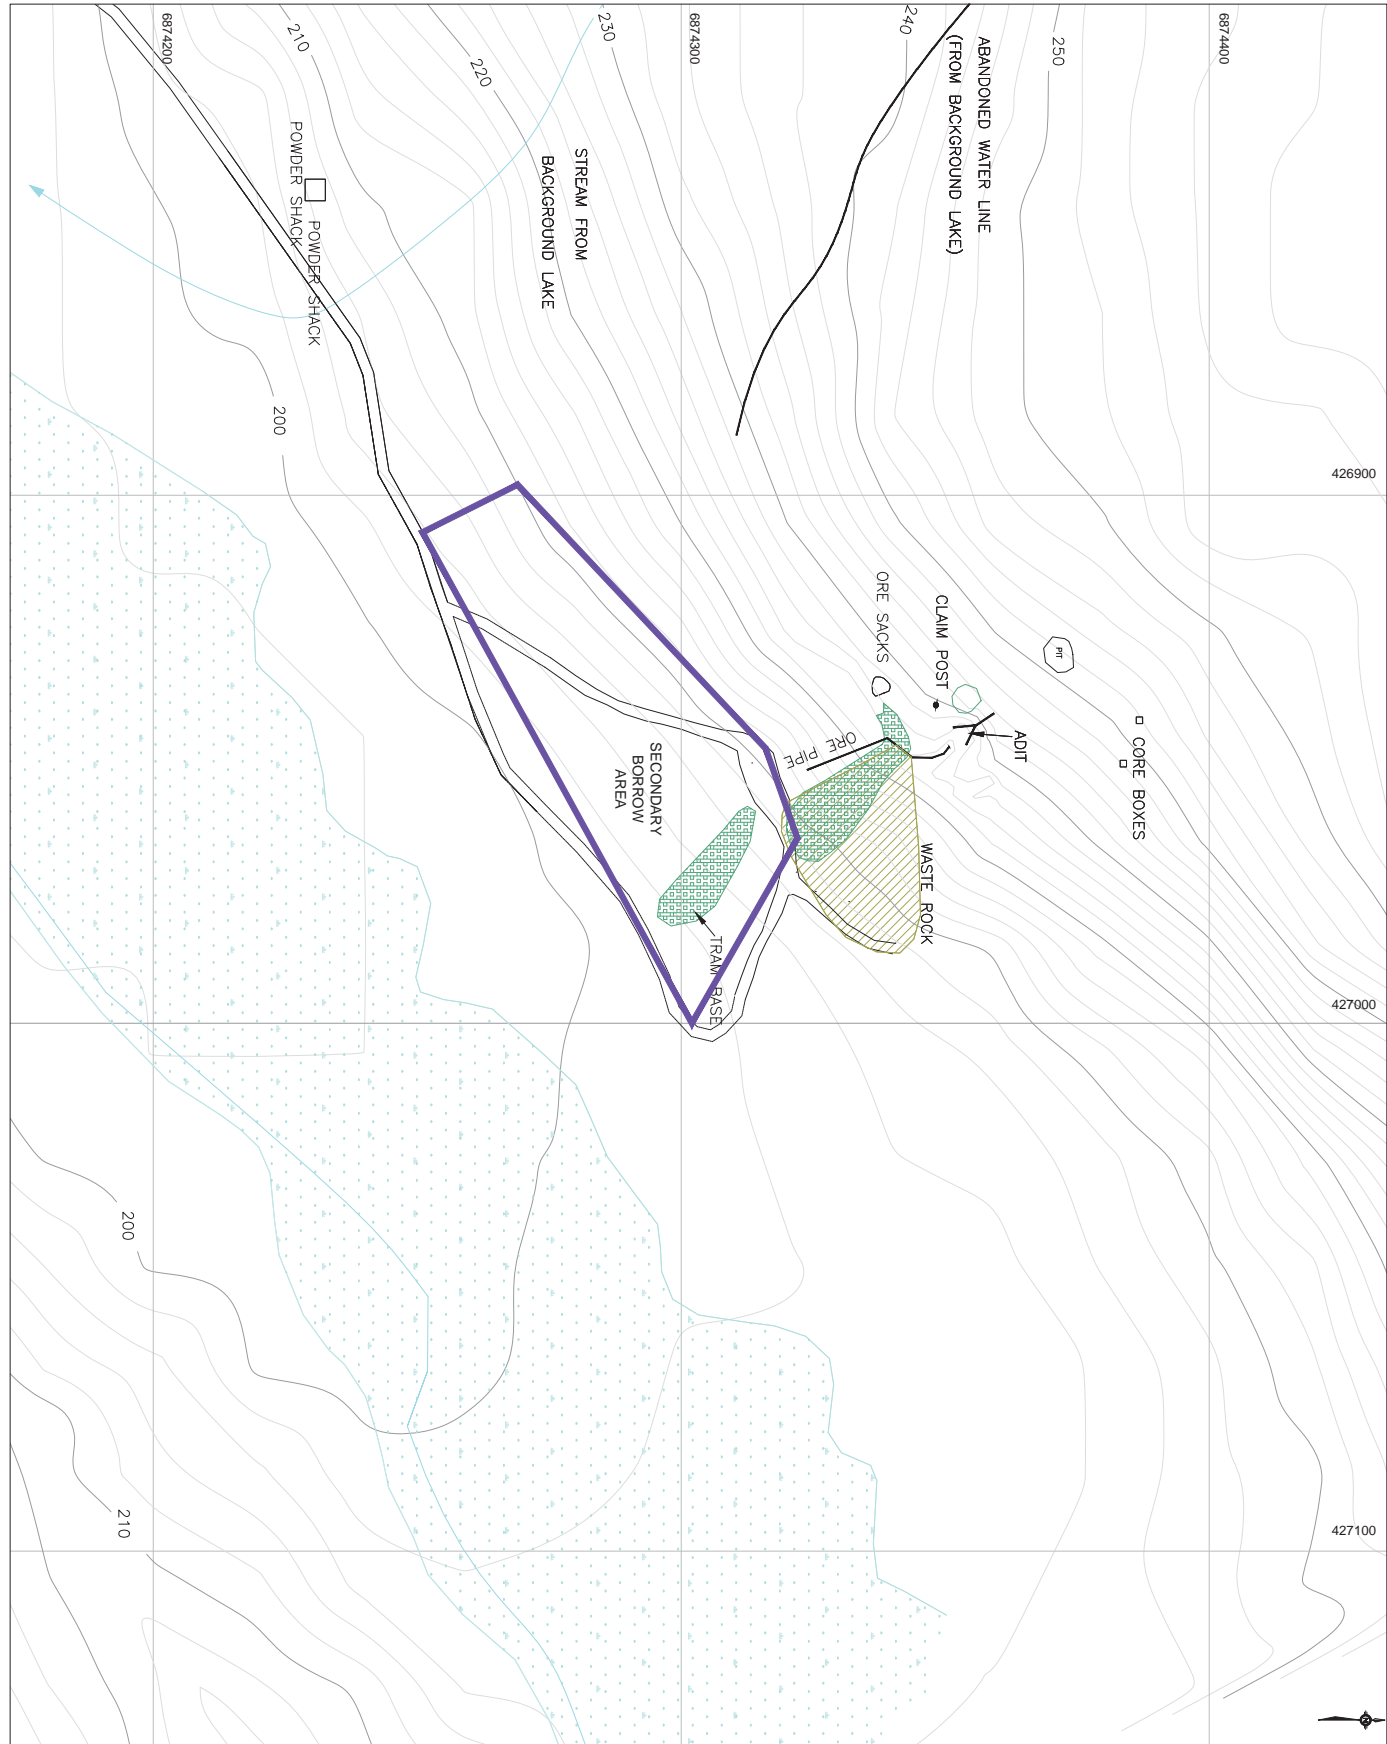 6874200
6874300
6874400
210
220
230
240
250
ABANDONED WATER LINE
(FROM BACKGROUND LAKE)
STREAM FROM
BACKGROUND LAKE
POWDER SHACK
POWDER SHACK
200
426900
ORE SACKS
CLAIM POST
PIT
ADIT
CORE BOXES
ORE PIPE
SECONDARY
BORROW
AREA
WASTE ROCK
TRAM BASE
427000
200
210
427100
N